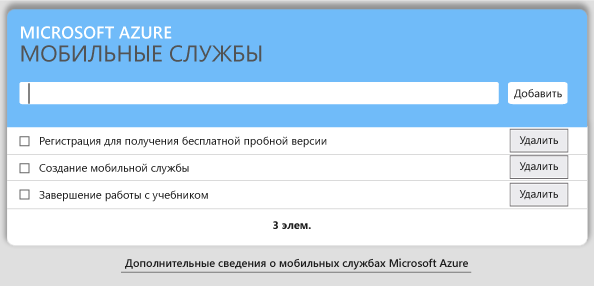 MICROSOFT AZURE
МОБИЛЬНЫЕ СЛУЖБЫ
Добавить
Регистрация для получения бесплатной пробной версии Удалить
Создание мобильной службы Удалить
Завершение работы с учебником Удалить
3 элем.
Дополнительные сведения о мобильных службах Microsoft Azure